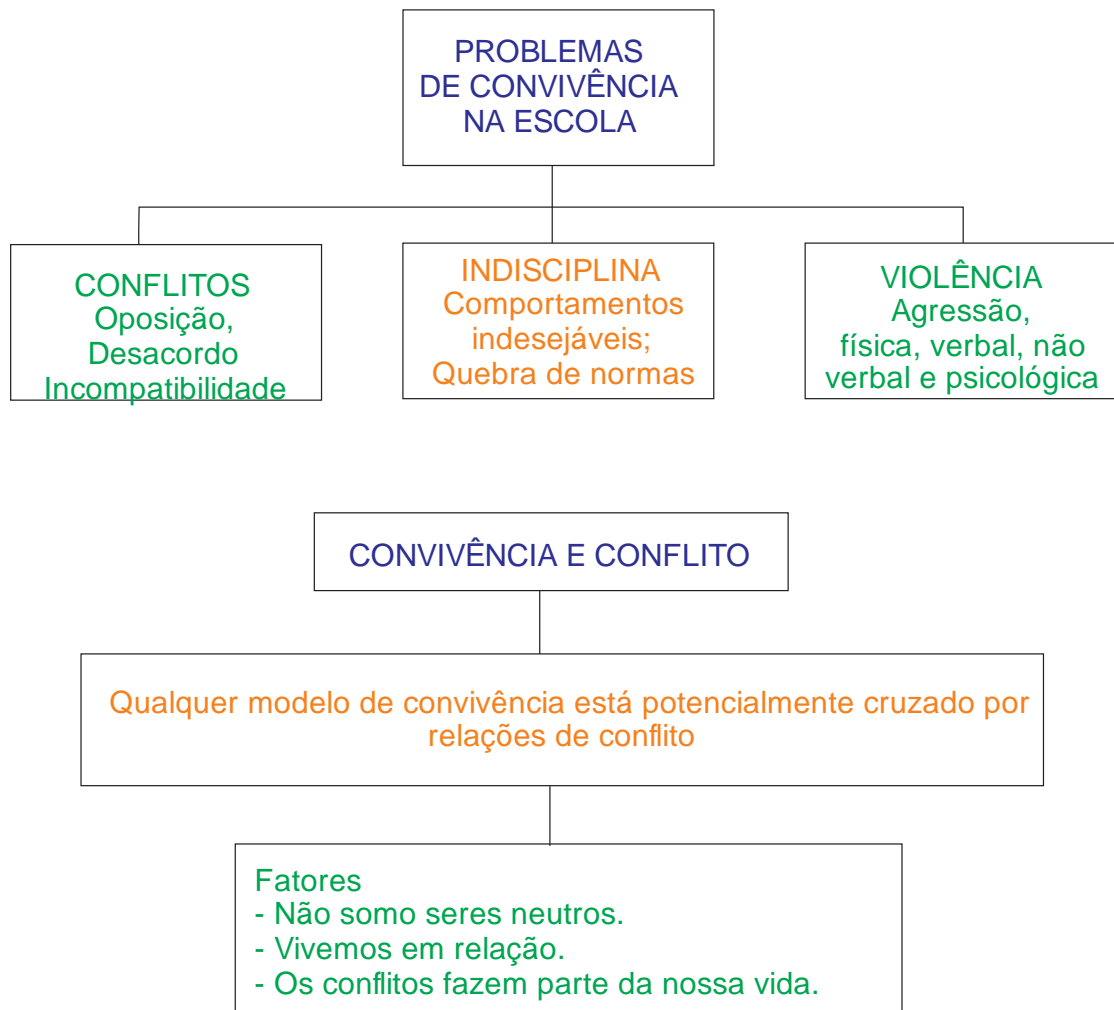 PROBLEMAS
DE CONVIVÊNCIA
NA ESCOLA
CONFLITOS
Oposição,
Desacordo
Incompatibilidade
INDISCIPLINA
Comportamentos
indesejáveis;
Quebra de normas
VIOLÊNCIA
Agressão,
física, verbal, não
verbal e psicológica
CONVIVÊNCIA E CONFLITO
Qualquer modelo de convivência está potencialmente cruzado por
relações de conflito
Fatores
- Não somo seres neutros.
- Vivemos em relação.
- Os conflitos fazem parte da nossa vida.